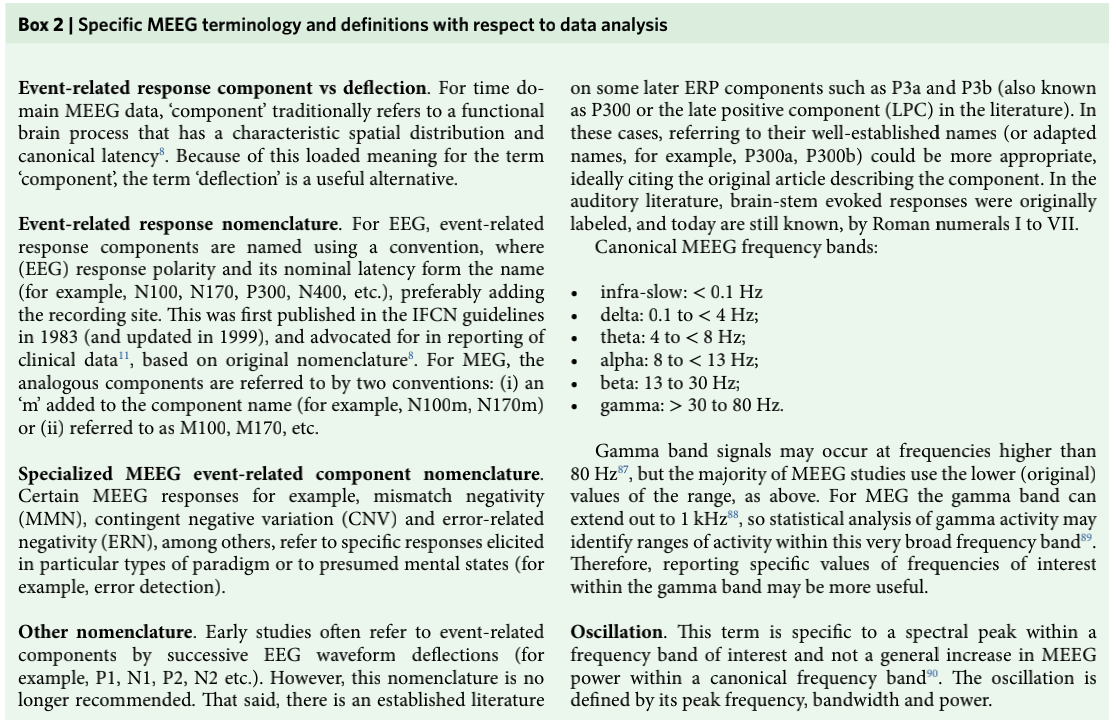 Box 2 | Specific MEEG terminology and definitions with respect to data analysis
Event-related response component vs deflection. For time do-
main MEEG data, ‘component’ traditionally refers to a functional
brain process that has a characteristic spatial distribution and
canonical latency8. Because of this loaded meaning for the term
‘component’, the term ‘deflection’ is a useful alternative.
Event-related response nomenclature. For EEG, event-related
response components are named using a convention, where
(EEG) response polarity and its nominal latency form the name
(for example, N100, N170, P300, N400, etc.), preferably adding
the recording site. This was first published in the IFCN guidelines
in 1983 (and updated in 1999), and advocated for in reporting of
clinical data11, based on original nomenclature8. For MEG, the
analogous components are referred to by two conventions: (i) an
‘m’ added to the component name (for example, N100m, N170m)
or (ii) referred to as M100, M170, etc.
Specialized MEEG event-related component nomenclature.
Certain MEEG responses for example, mismatch negativity
(MMN), contingent negative variation (CNV) and error-related
negativity (ERN), among others, refer to specific responses elicited
in particular types of paradigm or to presumed mental states (for
example, error detection).
Other nomenclature. Early studies often refer to event-related
components by successive EEG waveform deflections (for
example, P1, N1, P2, N2 etc.). However, this nomenclature is no
longer recommended. That said, there is an established literature
on some later ERP components such as P3a and P3b (also known
as P300 or the late positive component (LPC) in the literature). In
these cases, referring to their well-established names (or adapted
names, for example, P300a, P300b) could be more appropriate,
ideally citing the original article describing the component. In the
auditory literature, brain-stem evoked responses were originally
labeled, and today are still known, by Roman numerals I to VII.
Canonical MEEG frequency bands:
• infra-slow: < 0.1 Hz
• delta: 0.1 to < 4 Hz;
• theta: 4 to < 8 Hz;
• alpha: 8 to < 13 Hz;
• beta: 13 to 30 Hz;
• gamma: > 30 to 80 Hz.
Gamma band signals may occur at frequencies higher than
80 Hz87, but the majority of MEEG studies use the lower (original)
values of the range, as above. For MEG the gamma band can
extend out to 1 kHz88, so statistical analysis of gamma activity may
identify ranges of activity within this very broad frequency band89.
Therefore, reporting specific values of frequencies of interest
within the gamma band may be more useful.
Oscillation. This term is specific to a spectral peak within a
frequency band of interest and not a general increase in MEEG
power within a canonical frequency band90. The oscillation is
defined by its peak frequency, bandwidth and power.